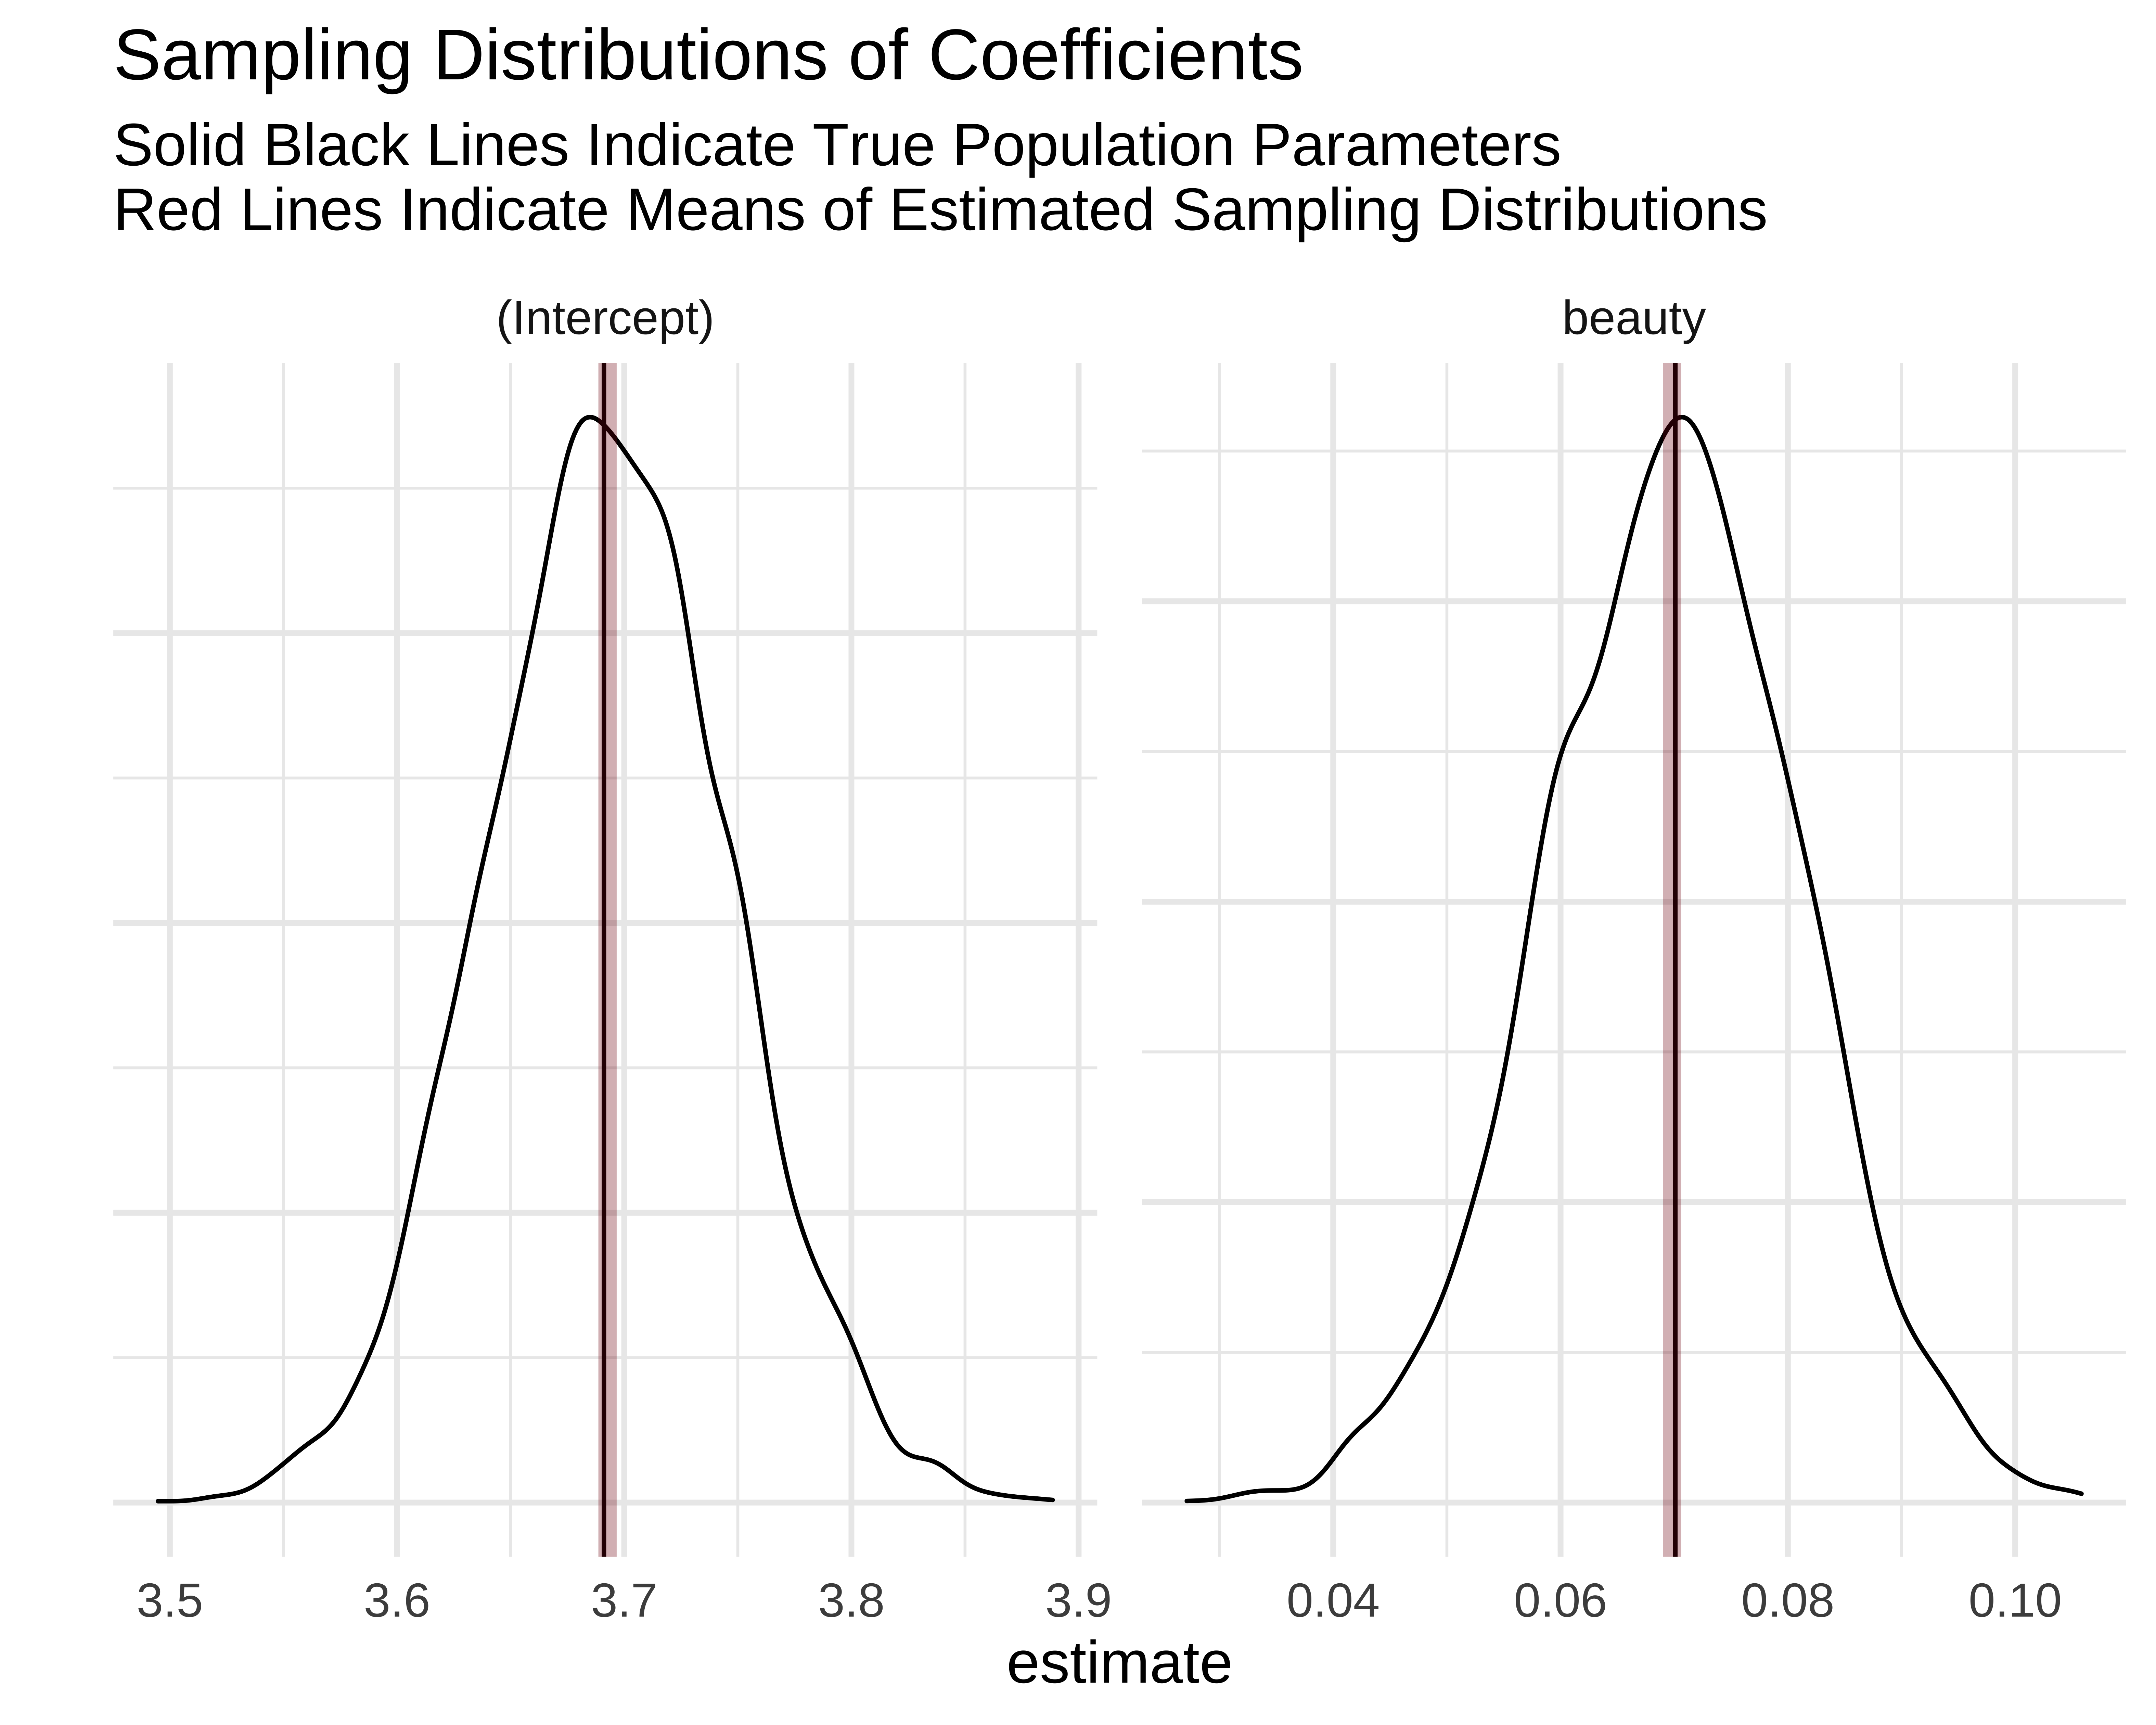 Sampling Distributions of Coefficients
Solid Black Lines Indicate True Population Parameters
Red Lines Indicate Means of Estimated Sampling Distributions
(Intercept)
beauty
3.5 3.6 3.7 3.8 3.9
0.04 0.06 0.08 0.10
estimate